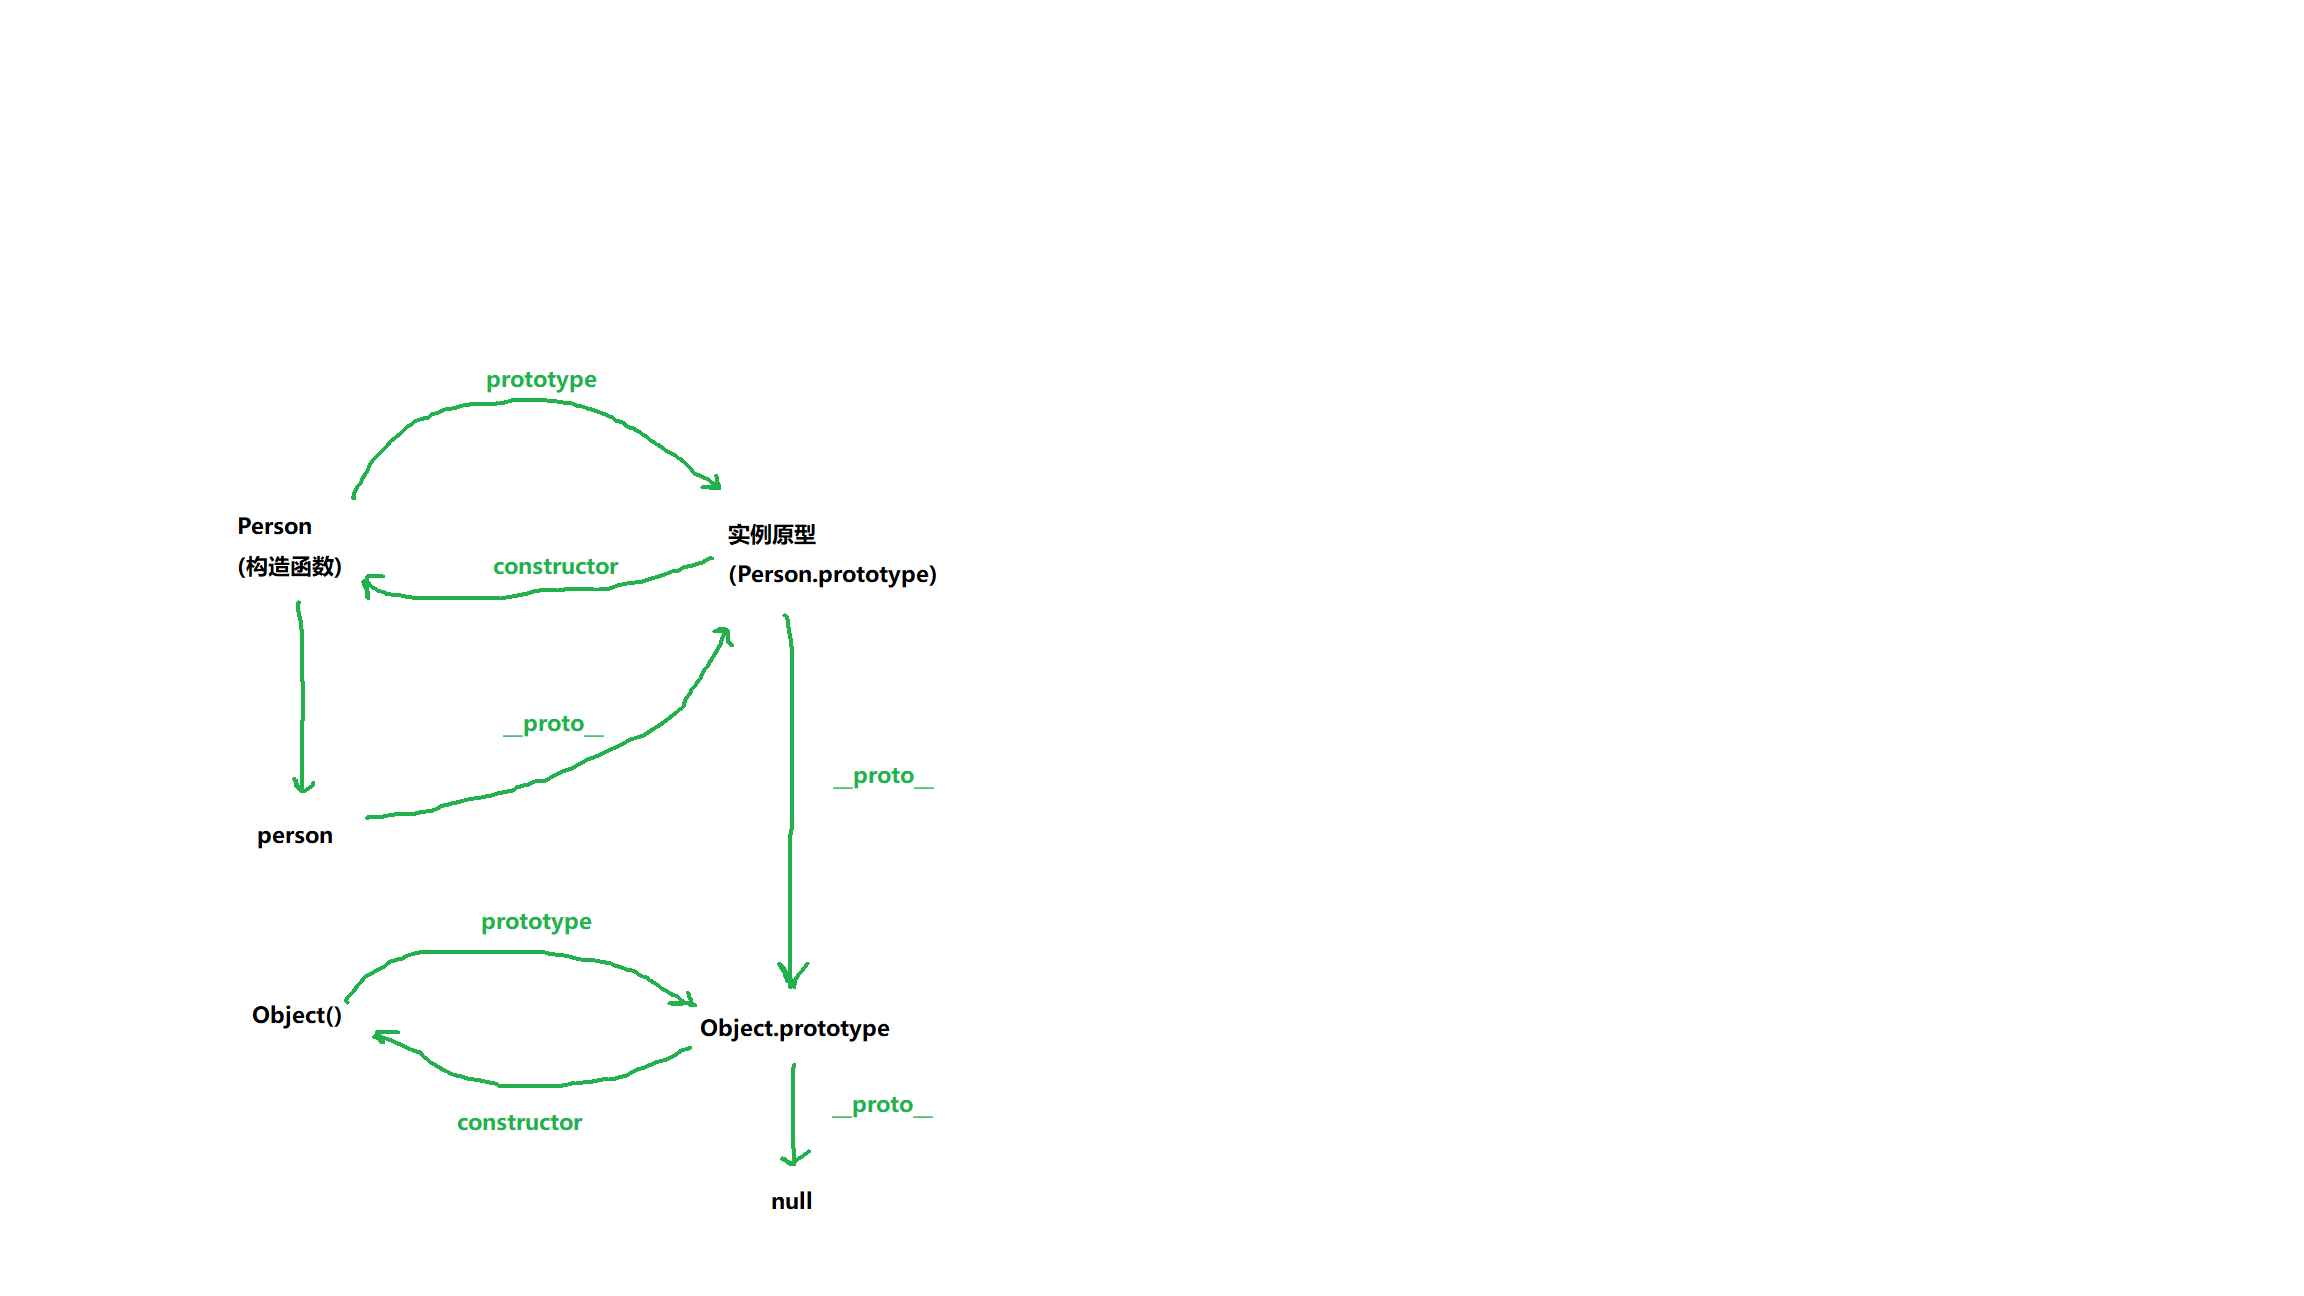 prototype
Person
(构造函数)
实例原型
(Person.prototype)
constructor
__proto__
__proto__
person
prototype
Object()
Object.prototype
constructor
__proto__
null